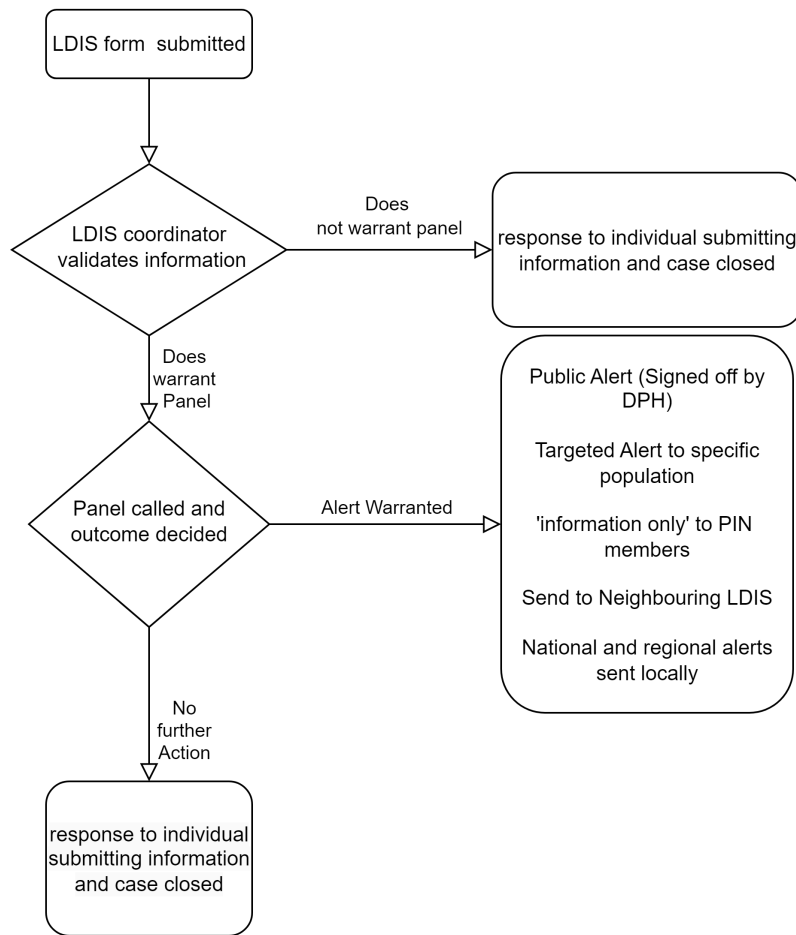 LDIS form  submitted
Does
not warrant panel
LDIS coordinator
validates information
response to individual submitting
information and case closed
Does
warrant
Panel
Public Alert (Signed off by
DPH)
Targeted Alert to specific
population
'information only' to PIN
members
Send to Neighbouring LDIS
National and regional alerts
sent locally
Panel called and
outcome decided
Alert Warranted
No
further
Action
response to individual
submitting information
and case closed